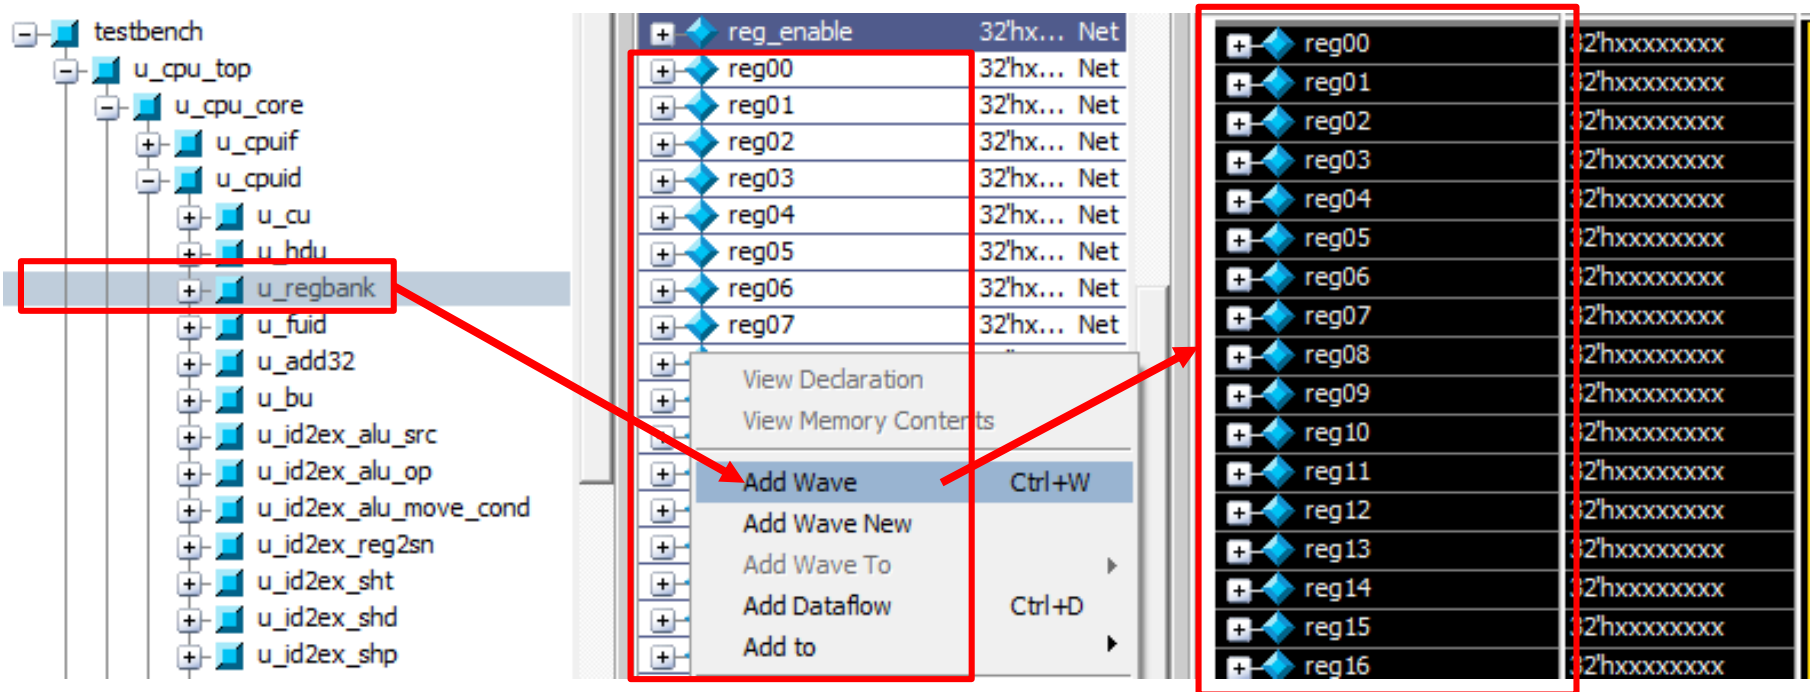 testbench
u_cpu_top
u_cpu_core
u_cpuif
u_cpuid
u_cu
u_hdu
u_regbank
u_fuid
u_add32
u_bu
u_id2ex_alu_src
u_id2ex_alu_op
u_id2ex_alu_move_cond
u_id2ex_reg2sn
u_id2ex_sht
u_id2ex_shd
u_id2ex_shp
reg_enable 32'hx... Net
reg00 32'hx... Net
reg01 32'hx... Net
reg02 32'hx... Net
reg03 32'hx... Net
reg04 32'hx... Net
reg05 32'hx... Net
reg06 32'hx... Net
reg07 32'hx... Net
View Declaration
View Memory Contents
Add Wave Ctrl+W
Add Wave New
Add Wave To
Add Dataflow Ctrl+D
Add to
reg00 32'hxxxxxxxx
reg01 32'hxxxxxxxx
reg02 32'hxxxxxxxx
reg03 32'hxxxxxxxx
reg04 32'hxxxxxxxx
reg05 32'hxxxxxxxx
reg06 32'hxxxxxxxx
reg07 32'hxxxxxxxx
reg08 32'hxxxxxxxx
reg09 32'hxxxxxxxx
reg10 32'hxxxxxxxx
reg11 32'hxxxxxxxx
reg12 32'hxxxxxxxx
reg13 32'hxxxxxxxx
reg14 32'hxxxxxxxx
reg15 32'hxxxxxxxx
reg16 32'hxxxxxxxx